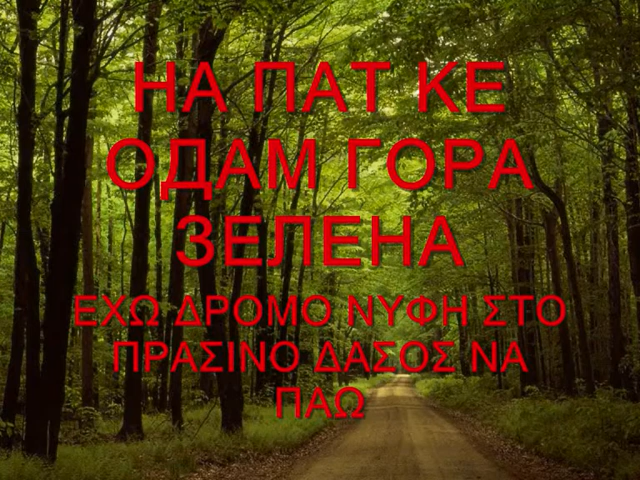 НА ПАТ КЕ
ОДАМ ГОРА
ЗЕЛЕНА
ΕΧΩ ΔΡΟΜΟ ΝΥΦΗ ΣΤΟ
ΠΡΑΣΙΝΟ ΔΑΣΟΣ ΝΑ
ΠΑΩ